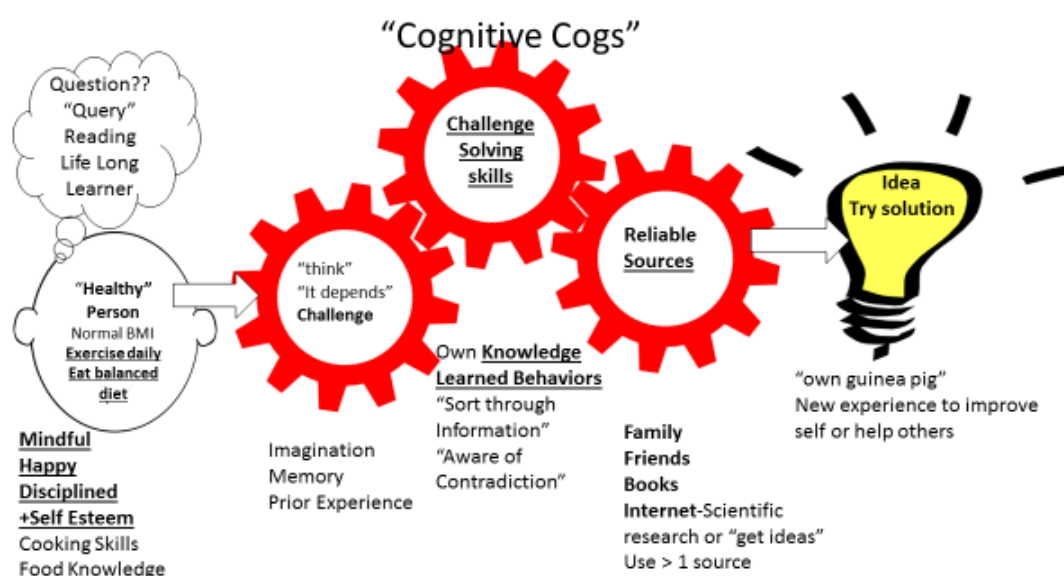 “Cognitive Cogs”
Question??
“Query”
Reading
Life Long
Learner
“Healthy”
Person
Normal BMI
Exercise daily
Eat balanced
diet
Mindful
Happy
Disciplined
+Self Esteem
Cooking Skills
Food Knowledge
“think”
“It depends”
Challenge
Imagination
Memory
Prior Experience
Challenge
Solving
skills
Own Knowledge
Learned Behaviors
“Sort through
Information”
“Aware of
Contradiction”
Reliable
Sources
Family
Friends
Books
Internet-Scientific
research or “get ideas”
Use > 1 source
Idea
Try solution
“own guinea pig”
New experience to improve
self or help others